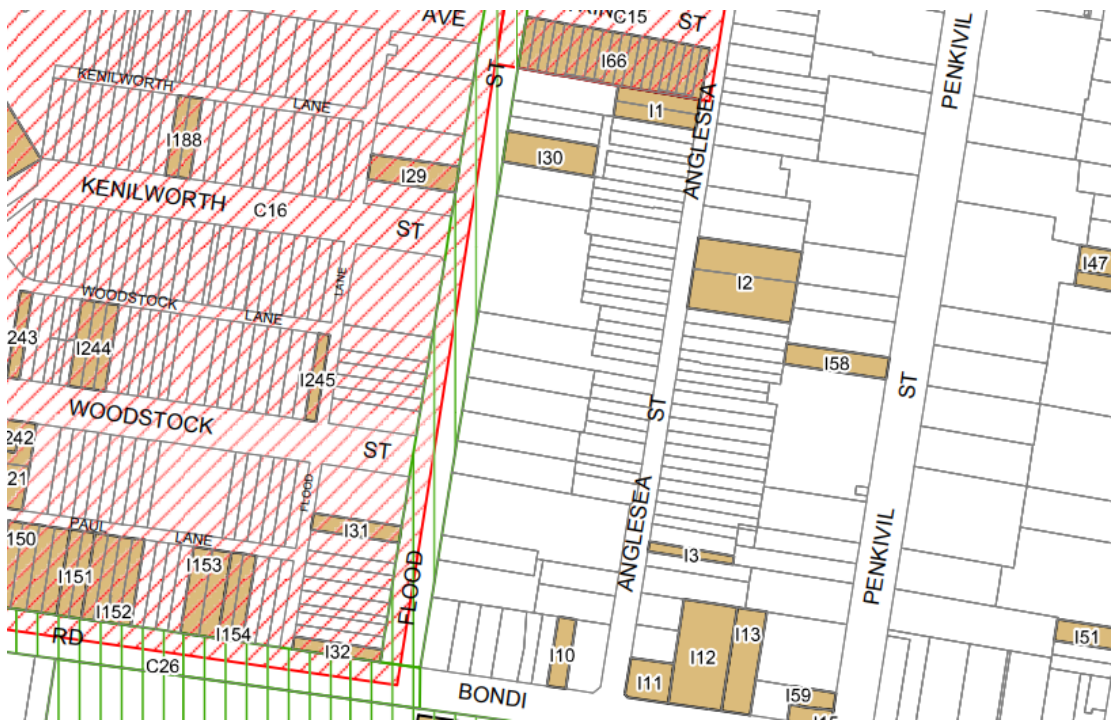 AVE
C15
ST
PENKIVIL
I66
ST
KENILWORTH
LANE
I1
ANGLESEA
I188
I30
I29
KENILWORTH
C16
ST
I47
LANE
I2
WOODSTOCK
LANE
243
I244
I58
I245
ST
ST
WOODSTOCK
ST
242
21
FLOOD
ANGLESEA
PAUL
LANE
I31
PENKIVIL
150
I153
I3
I151
FLOOD
I152
I154
I13
RD
I32
I10
I12
I51
C26
I11
BONDI
I59